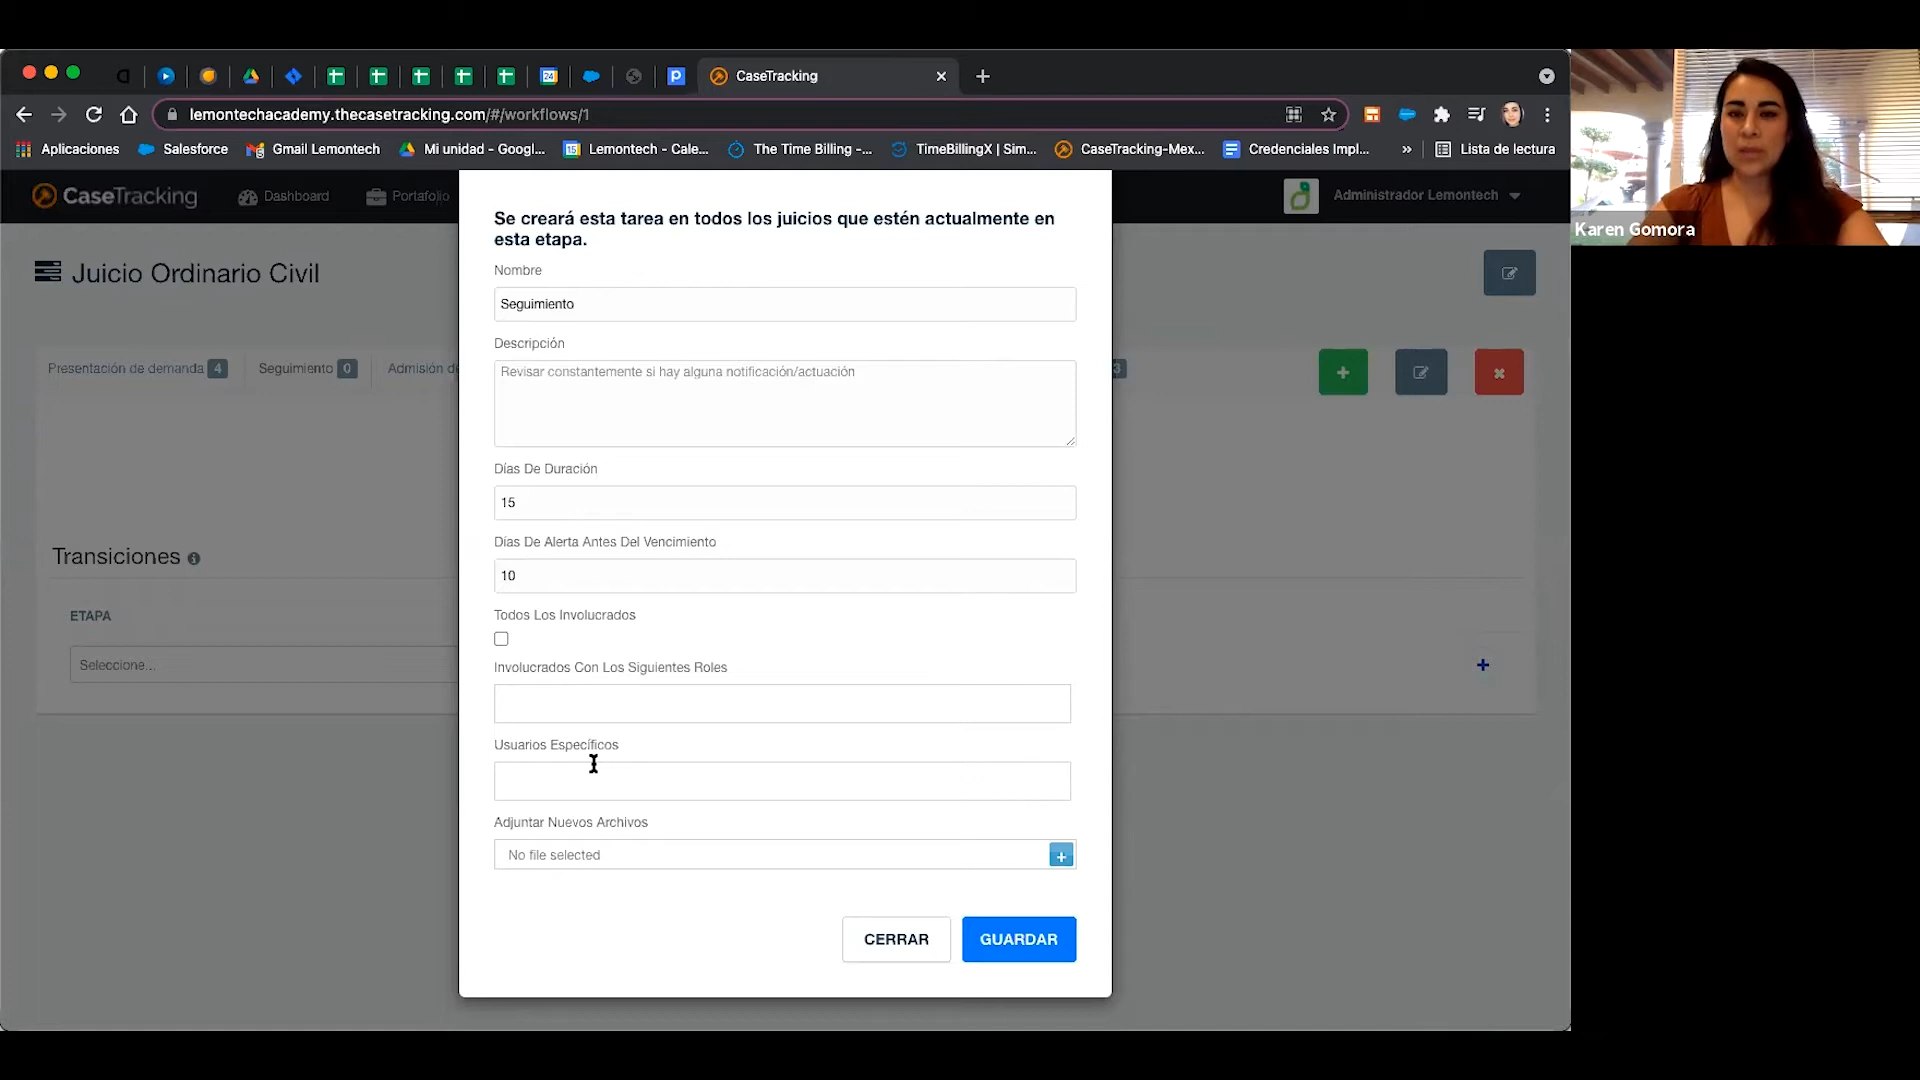 CaseTracking
lemontechacademy.thecasetracking.com/#/workflows/1
Aplicaciones
Salesforce
Gmail Lemontech
Mi unidad - Googl...
Lemontech - Cale...
The Time Billing -...
TimeBillingX | Sim...
CaseTracking-Mex...
Credenciales Impl...
»
Lista de lectura
CaseTracking
Dashboard
Portafolio
Administrador Lemontech
Karen Gomora
Se creará esta tarea en todos los juicios que estén actualmente en
esta etapa.
Juicio Ordinario Civil
Nombre
Seguimiento
Descripción
Revisar constantemente si hay alguna notificación/actuación
Presentación de demanda 4
Seguimiento 0
Admisión d
3
Días De Duración
15
Días De Alerta Antes Del Vencimiento
10
Transiciones
Todos Los Involucrados
ETAPA
Seleccione...
Involucrados Con Los Siguientes Roles
Usuarios Específicos
Adjuntar Nuevos Archivos
No file selected
CERRAR
GUARDAR